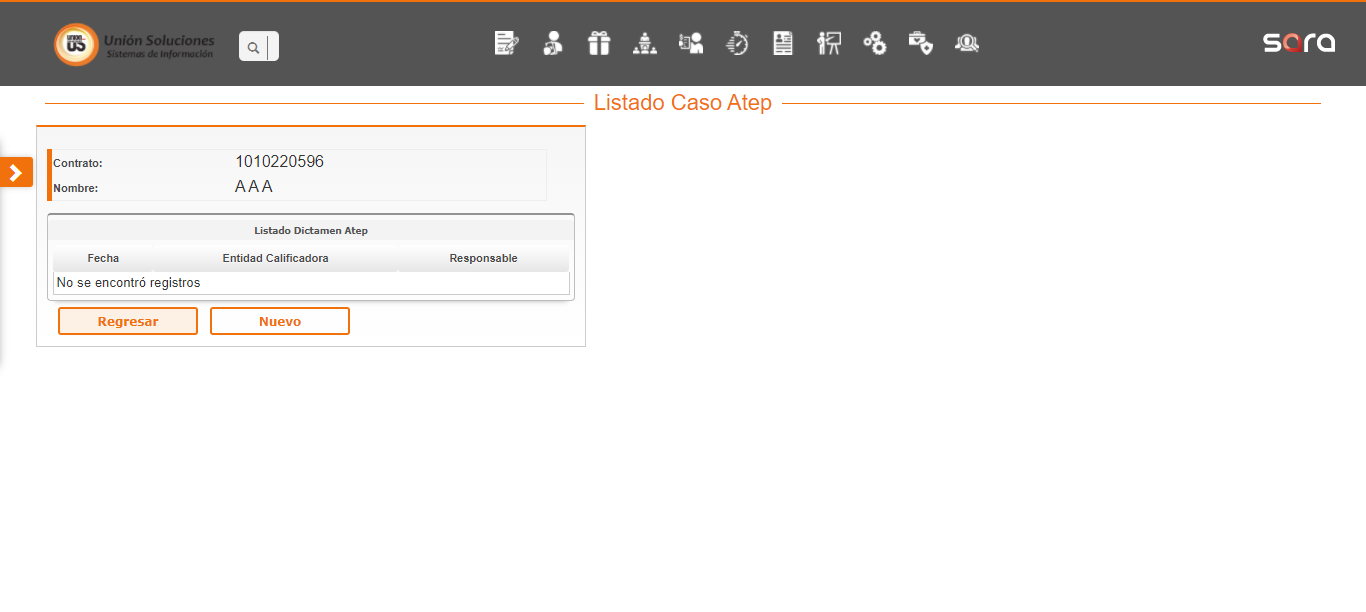 UNION
US
Unión Soluciones
Sistemas de Información
sara
Listado Caso Atep
Contrato: 1010220596
Nombre: A A A
Listado Dictamen Atep
Fecha Entidad Calificadora Responsable
No se encontró registros
Regresar Nuevo